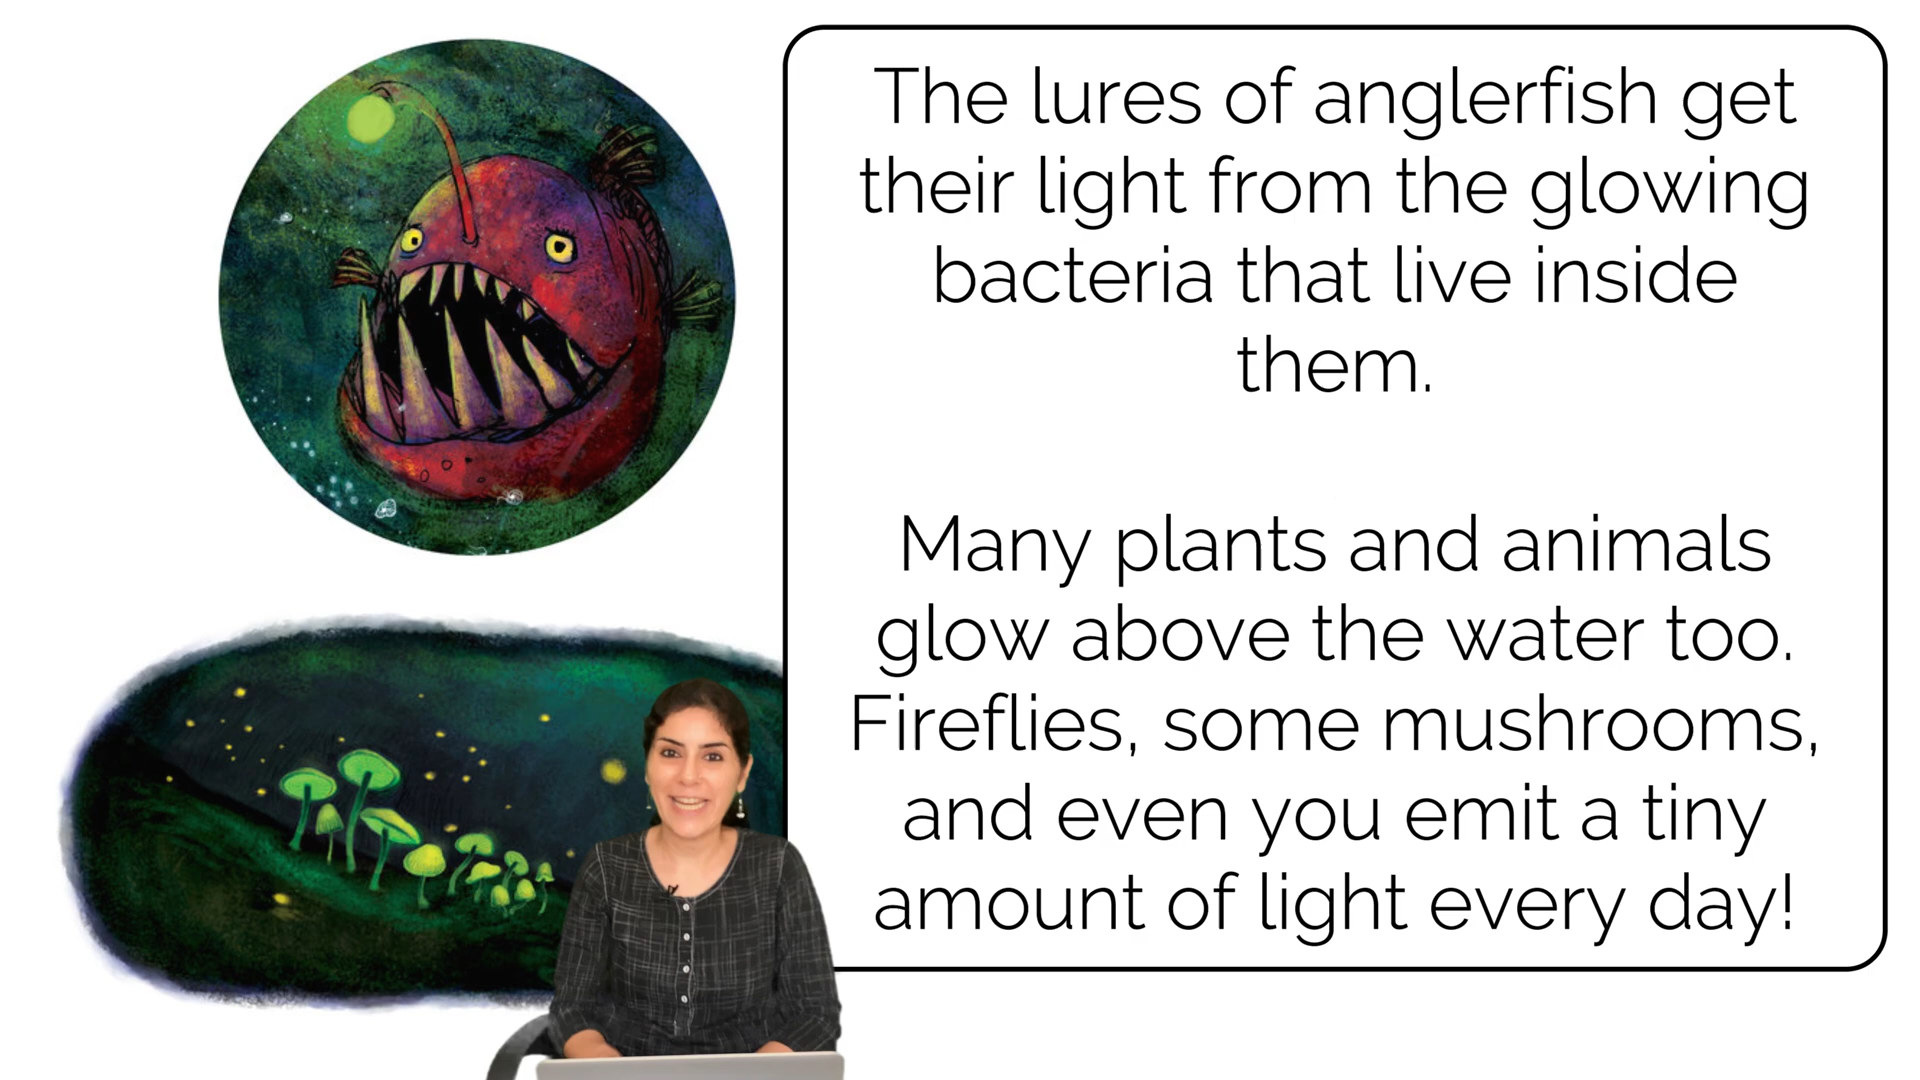 The lures of anglerfish get
their light from the glowing
bacteria that live inside
them.
Many plants and animals
glow above the water too.
Fireflies, some mushrooms,
and even you emit a tiny
amount of light every day!